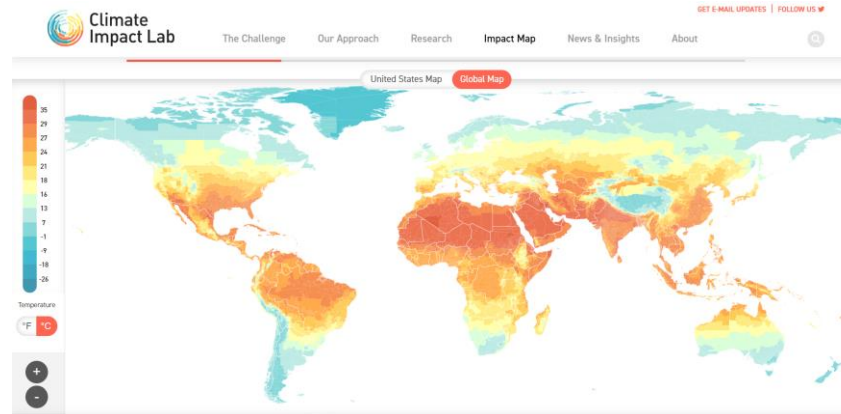 GET E-MAIL UPDATES | FOLLOW US
Climate
Impact Lab
The Challenge Our Approach Research Impact Map News & Insights About
United States Map Global Map
35
29
27
24
21
18
16
13
7
-1
-9
-18
-26
Temperature
°F °C
+
-